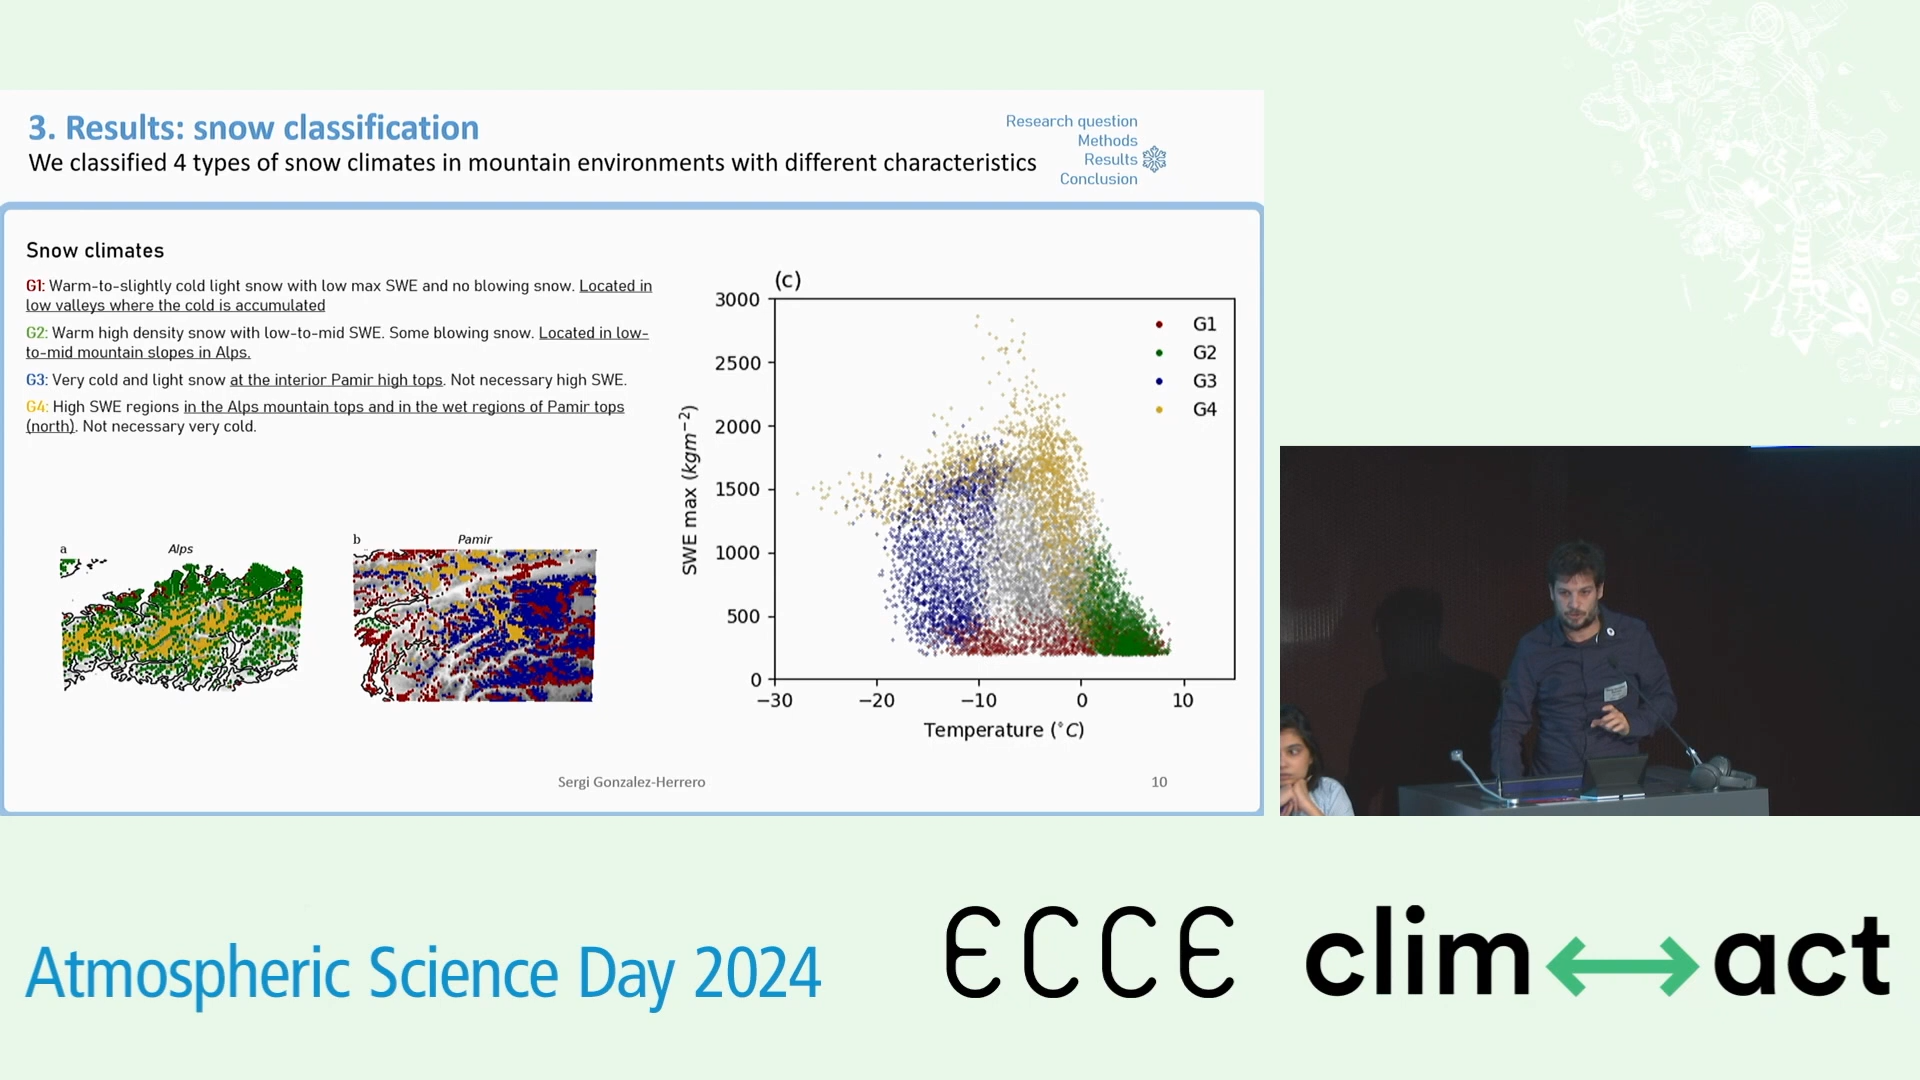 3. Results: snow classification
We classified 4 types of snow climates in mountain environments with different characteristics
Research question
Methods
Results
Conclusion
Snow climates
G1: Warm-to-slightly cold light snow with low max SWE and no blowing snow. Located in
low valleys where the cold is accumulated
G2: Warm high density snow with low-to-mid SWE. Some blowing snow. Located in low-
to-mid mountain slopes in Alps.
G3: Very cold and light snow at the interior Pamir high tops. Not necessary high SWE.
G4: High SWE regions in the Alps mountain tops and in the wet regions of Pamir tops
(north). Not necessary very cold.
a
Alps
b
Pamir
(c)
3000
2500
2000
1500
1000
500
0
SWE max (kgm⁻²)
−30
−20
−10
0
10
Temperature (°C)
G1
G2
G3
G4
Sergi Gonzalez-Herrero
10
Atmospheric Science Day 2024
ECCE
clim
act